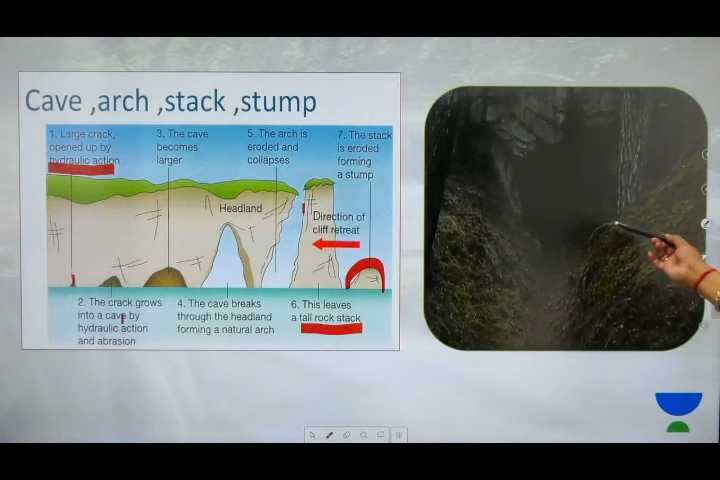 Cave ,arch ,stack ,stump
1. Large crack,
opened up by
hydraulic action
3. The cave
becomes
larger
5. The arch is
eroded and
collapses
7. The stack
is eroded
forming
a stump
Headland
Direction of
cliff retreat
2. The crack grows
into a cave by
hydraulic action
and abrasion
4. The cave breaks
through the headland
forming a natural arch
6. This leaves
a tall rock stack